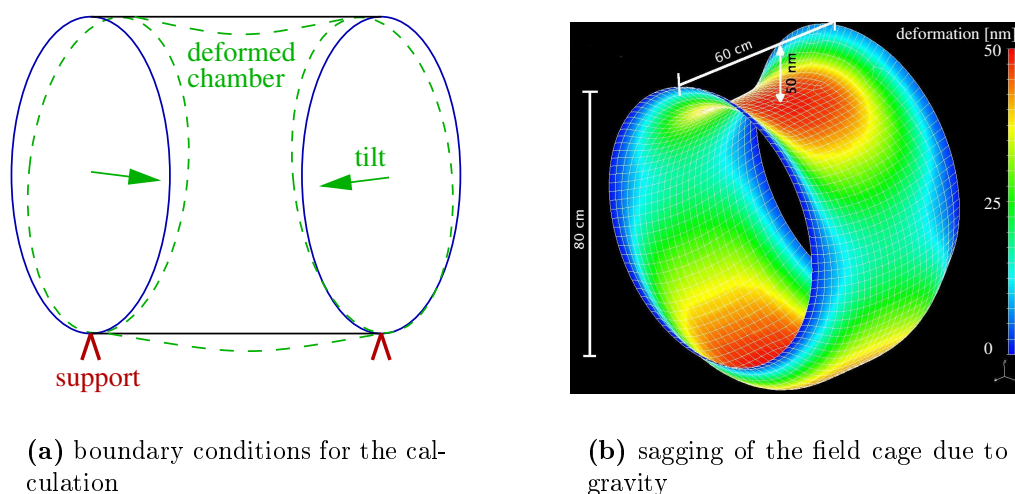 deformed
chamber
tilt
support
deformation [nm]
50
25
0
60 cm
50 nm
80 cm
(a) boundary conditions for the cal-
culation
(b) sagging of the field cage due to
gravity